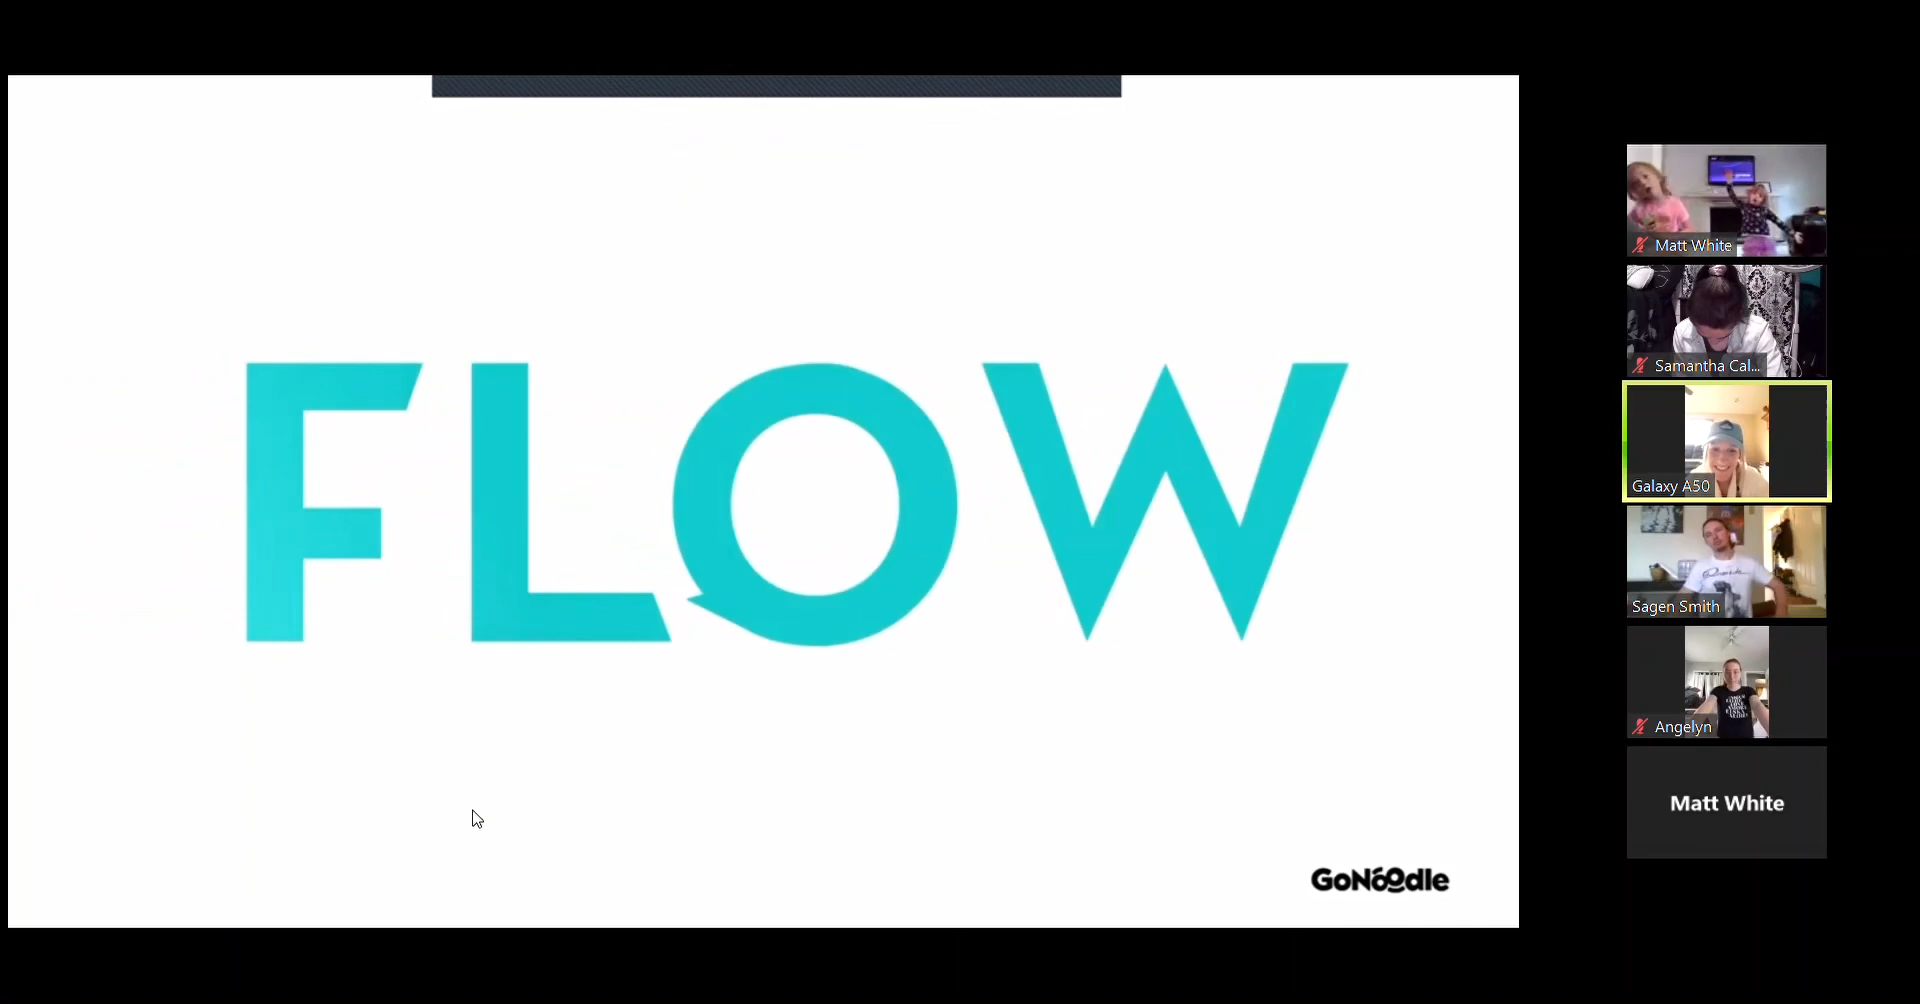 FLOW
GoNoodle
Matt White
Samantha Cal...
Galaxy A50
Sagen Smith
Angelyn
Matt White